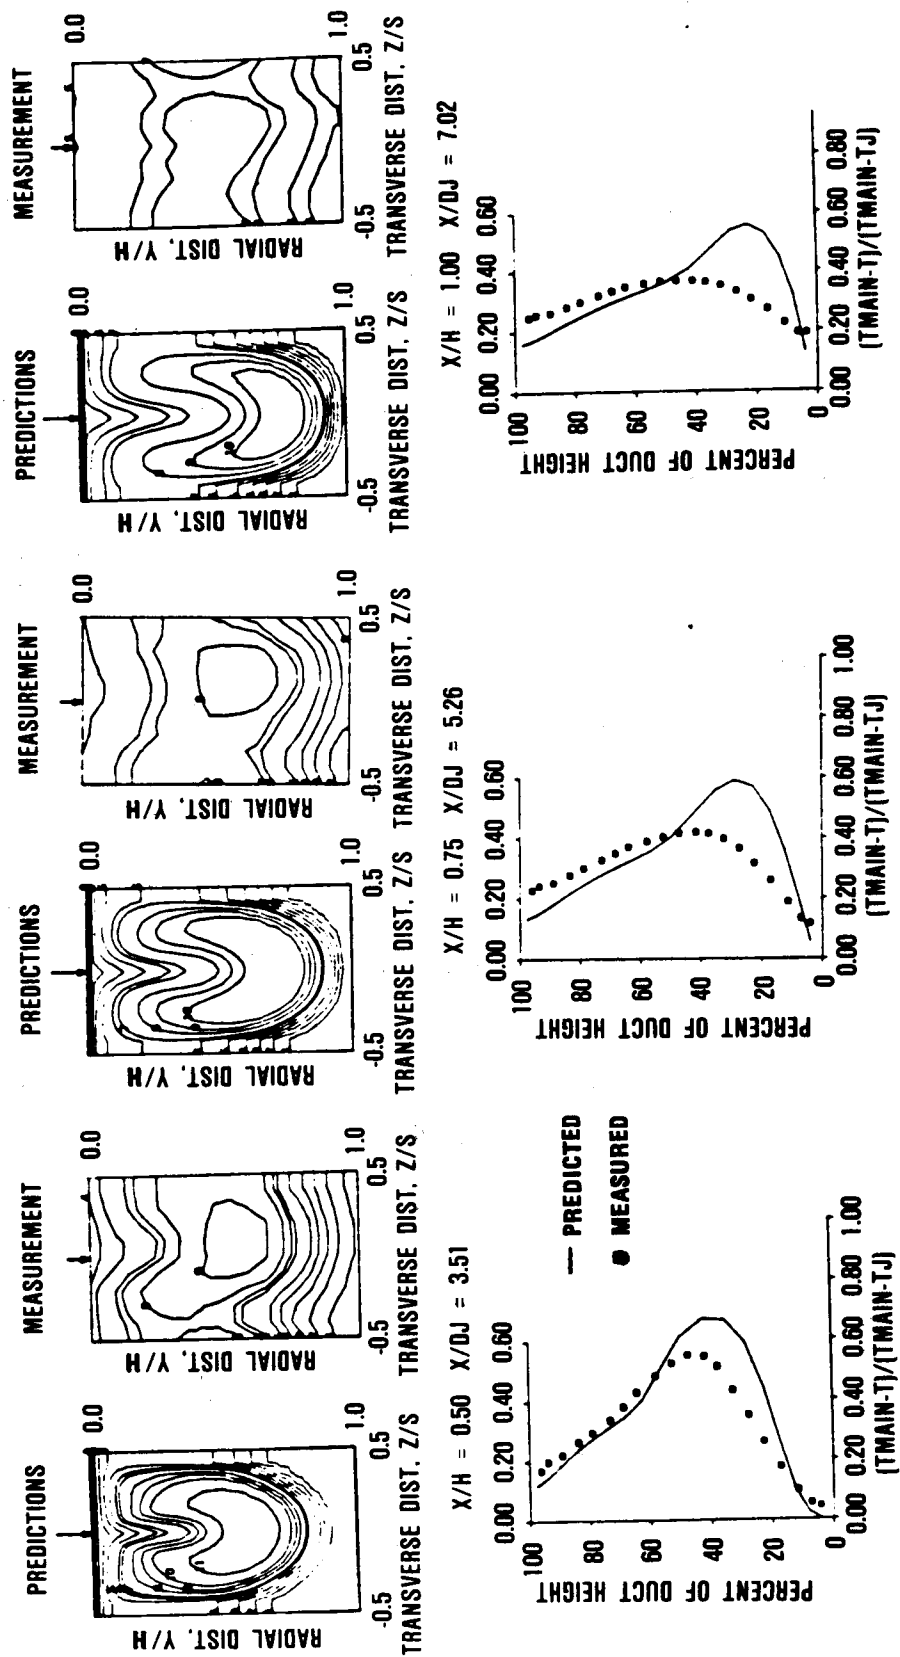 PREDICTIONS
0.0
RADIAL DIST. Y/H
1.0
-0.5
0.5
TRANSVERSE DIST. Z/S
MEASUREMENT
0.0
RADIAL DIST. Y/H
1.0
-0.5
0.5
TRANSVERSE DIST. Z/S
X/H = 0.50 X/DJ = 3.51
0.00 0.20 0.40 0.60
100
80
60
40
20
0
PERCENT OF DUCT HEIGHT
0.00 0.20 0.40 0.60 0.80 1.00
(TMAIN-T)/(TMAIN-TJ)
— PREDICTED
● MEASURED
PREDICTIONS
0.0
RADIAL DIST. Y/H
1.0
-0.5
0.5
TRANSVERSE DIST. Z/S
MEASUREMENT
0.0
RADIAL DIST. Y/H
1.0
-0.5
0.5
TRANSVERSE DIST. Z/S
X/H = 0.75 X/DJ = 5.26
0.00 0.20 0.40 0.60
100
80
60
40
20
0
PERCENT OF DUCT HEIGHT
0.00 0.20 0.40 0.60 0.80 1.00
(TMAIN-T)/(TMAIN-TJ)
PREDICTIONS
0.0
RADIAL DIST. Y/H
1.0
-0.5
0.5
TRANSVERSE DIST. Z/S
MEASUREMENT
0.0
RADIAL DIST. Y/H
1.0
-0.5
0.5
TRANSVERSE DIST. Z/S
X/H = 1.00 X/DJ = 7.02
0.00 0.20 0.40 0.60
100
80
60
40
20
0
PERCENT OF DUCT HEIGHT
0.00 0.20 0.40 0.60 0.80
(TMAIN-T)/(TMAIN-TJ)